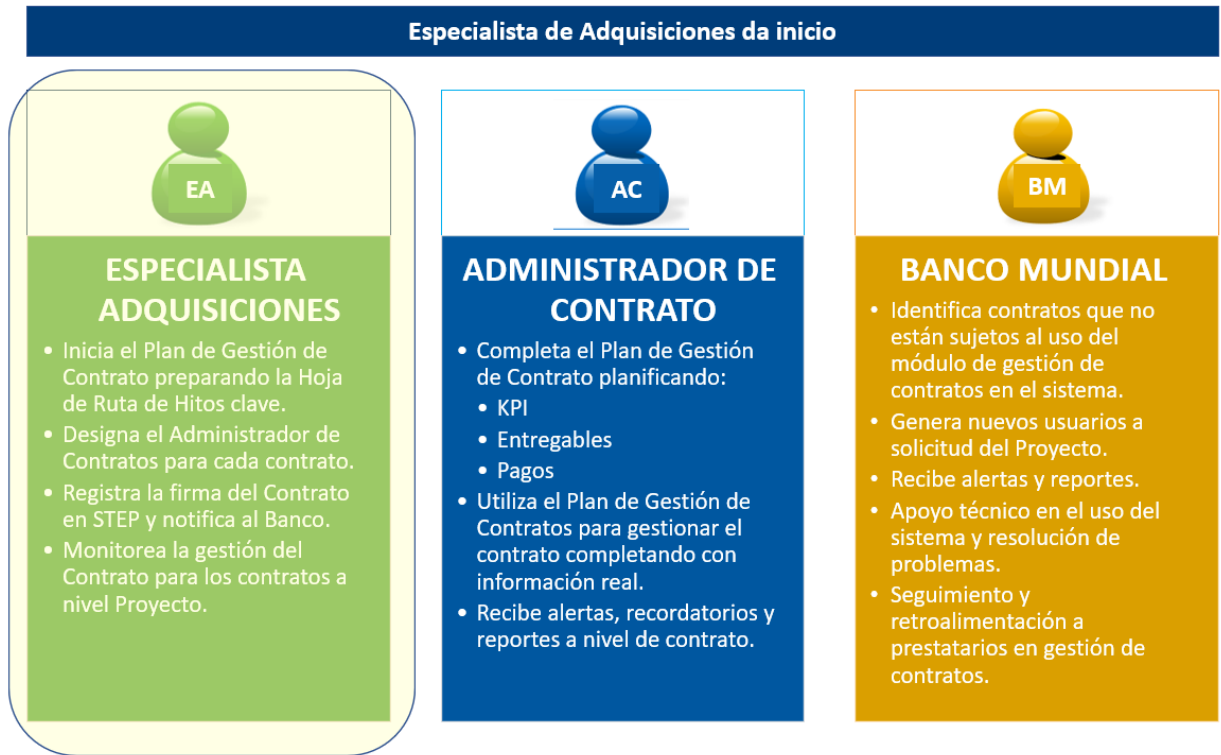 Especialista de Adquisiciones da inicio
EA
ESPECIALISTA
ADQUISICIONES
• Inicia el Plan de Gestión de
Contrato preparando la Hoja
de Ruta de Hitos clave.
• Designa el Administrador de
Contratos para cada contrato.
• Registra la firma del Contrato
en STEP y notifica al Banco.
• Monitorea la gestión del
Contrato para los contratos a
nivel Proyecto.
AC
ADMINISTRADOR DE
CONTRATO
• Completa el Plan de Gestión
de Contrato planificando:
• KPI
• Entregables
• Pagos
• Utiliza el Plan de Gestión de
Contratos para gestionar el
contrato completando con
información real.
• Recibe alertas, recordatorios y
reportes a nivel de contrato.
BM
BANCO MUNDIAL
• Identifica contratos que no
están sujetos al uso del
módulo de gestión de
contratos en el sistema.
• Genera nuevos usuarios a
solicitud del Proyecto.
• Recibe alertas y reportes.
• Apoyo técnico en el uso del
sistema y resolución de
problemas.
• Seguimiento y
retroalimentación a
prestatarios en gestión de
contratos.